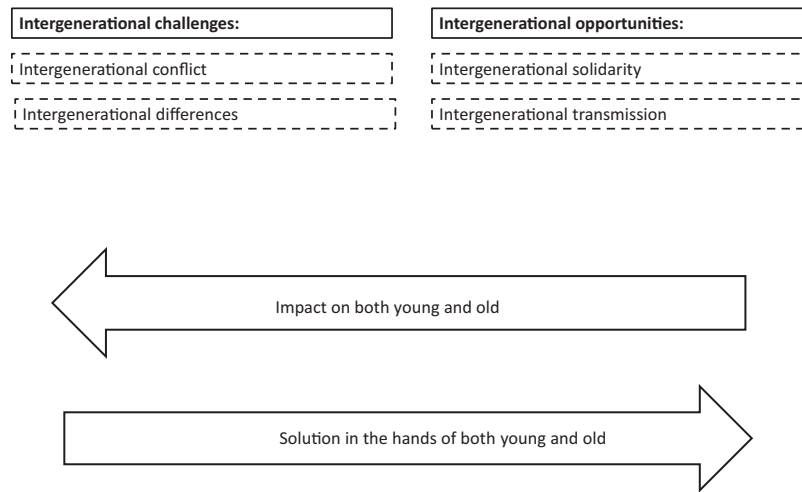 Intergenerational challenges:
Intergenerational opportunities:
Intergenerational conflict
Intergenerational solidarity
Intergenerational differences
Intergenerational transmission
Impact on both young and old
Solution in the hands of both young and old